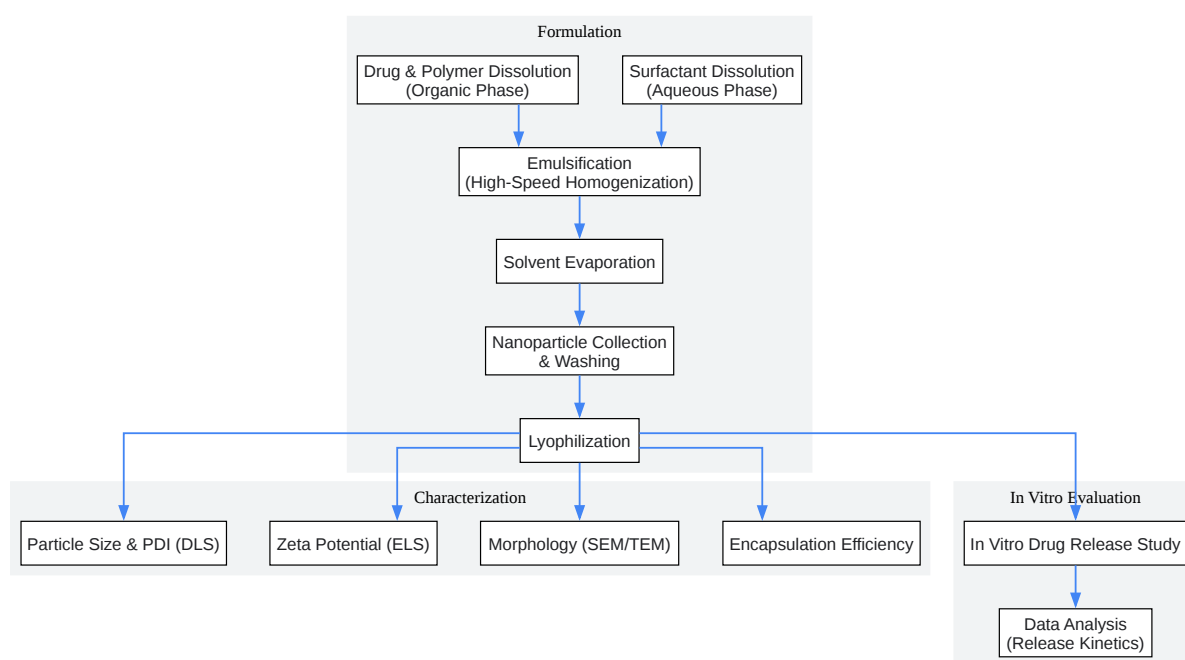 Formulation
Drug & Polymer Dissolution
(Organic Phase)
Surfactant Dissolution
(Aqueous Phase)
Emulsification
(High-Speed Homogenization)
Solvent Evaporation
Nanoparticle Collection
& Washing
Lyophilization
Characterization
Particle Size & PDI (DLS)
Zeta Potential (ELS)
Morphology (SEM/TEM)
Encapsulation Efficiency
In Vitro Evaluation
In Vitro Drug Release Study
Data Analysis
(Release Kinetics)